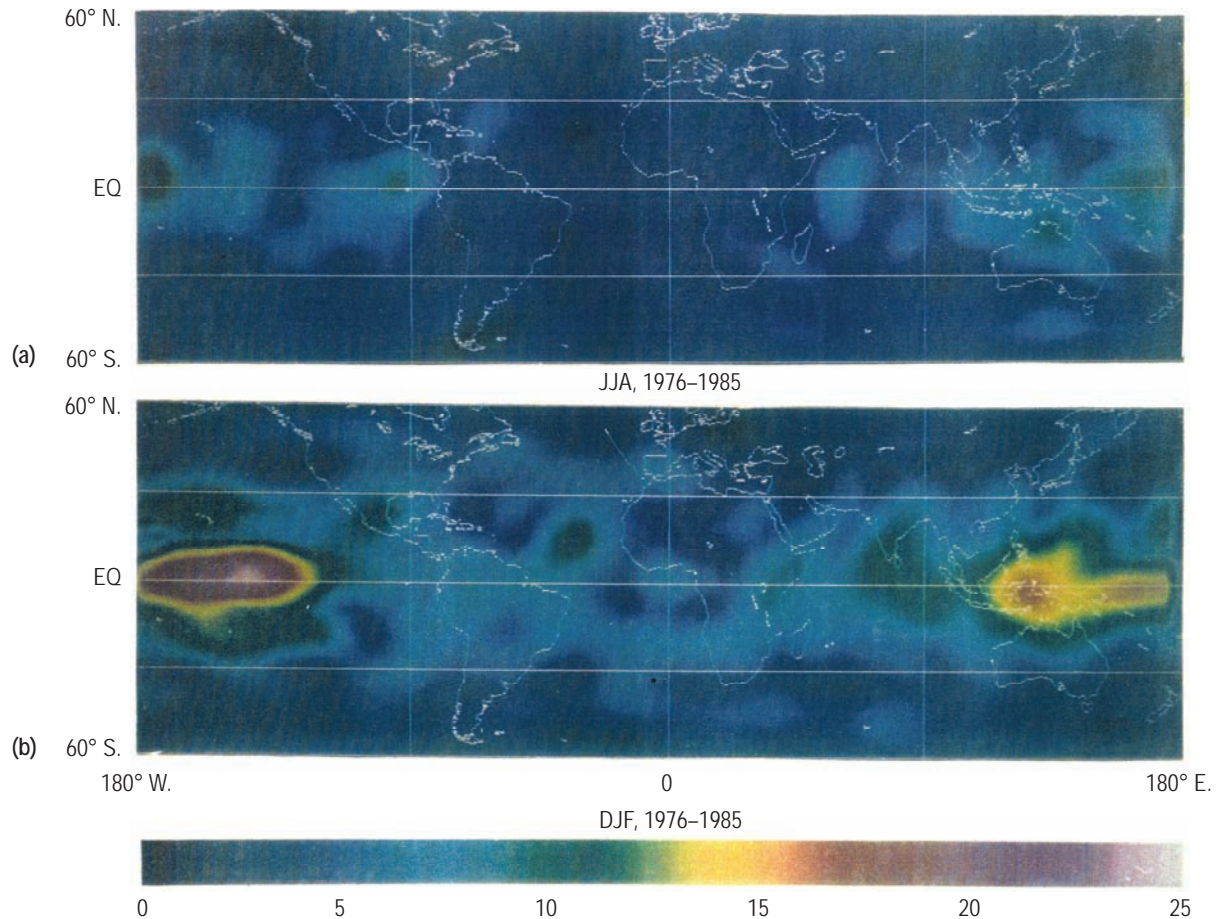 60° N.
EQ
(a)
60° S.
JJA, 1976–1985
60° N.
EQ
(b)
60° S.
180° W.
0
180° E.
DJF, 1976–1985
0 5 10 15 20 25